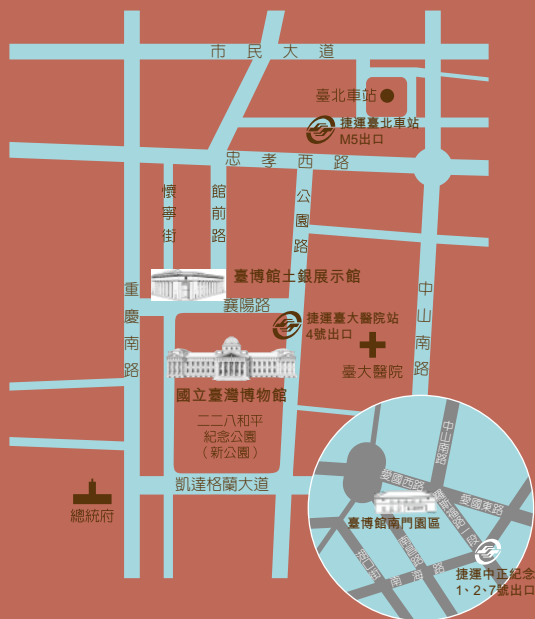 市民大道
臺北車站
捷運臺北車站
M5出口
忠孝西路
懷寧街
館前路
公園路
臺博館土銀展示館
襄陽路
重慶南路
中山南路
捷運臺大醫院站
4號出口
臺大醫院
國立臺灣博物館
二二八和平
紀念公園
（新公園）
凱達格蘭大道
總統府
中山南路
愛國西路
愛國東路
臺博館南門園區
捷運中正紀念
1、2、7號出口